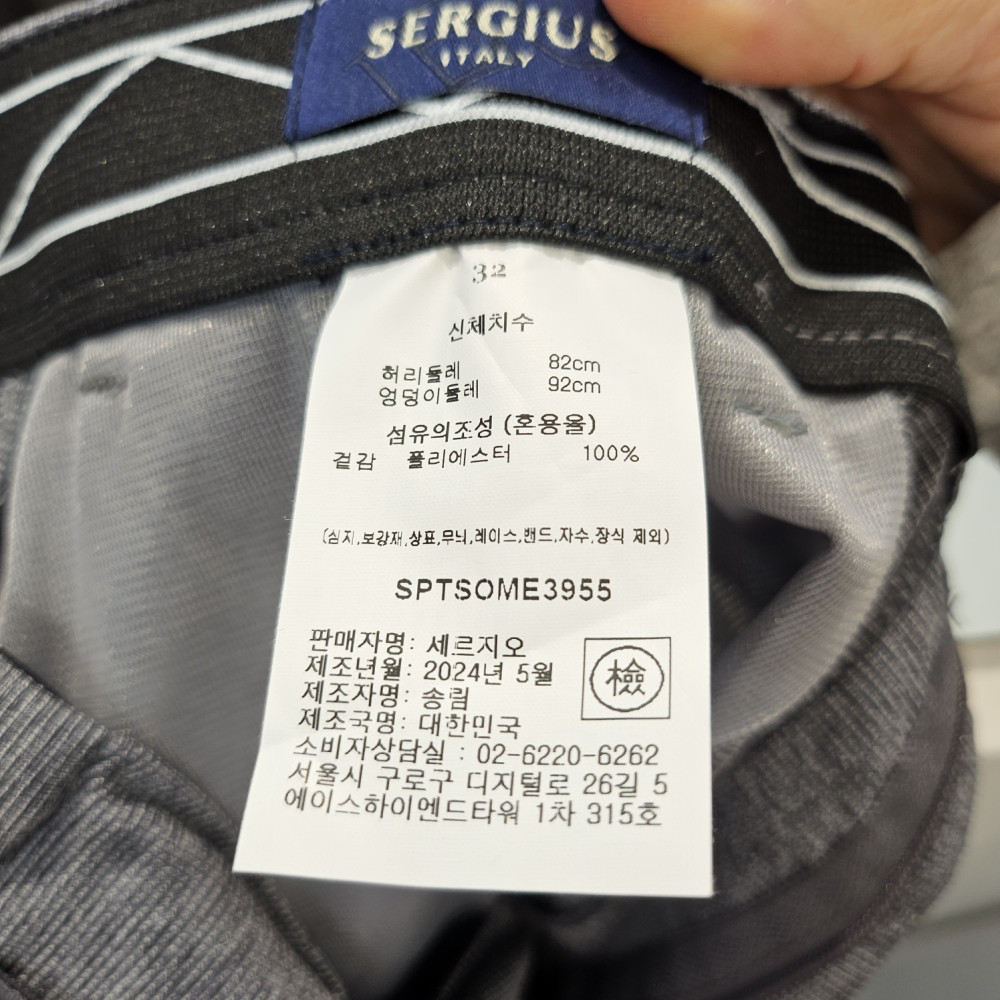 SERGIUS
ITALY
32
신체치수
허리둘레 82cm
엉덩이둘레 92cm
섬유의조성 (혼용율)
겉감 폴리에스터 100%
(심지,보강재,상표,무늬,레이스,밴드,자수,장식 제외)
SPTSOME3955
판매자명: 세르지오
제조년월: 2024년 5월
제조자명: 송림
제조국명: 대한민국
檢
소비자상담실 : 02-6220-6262
서울시 구로구 디지털로 26길 5
에이스하이엔드타워 1차 315호